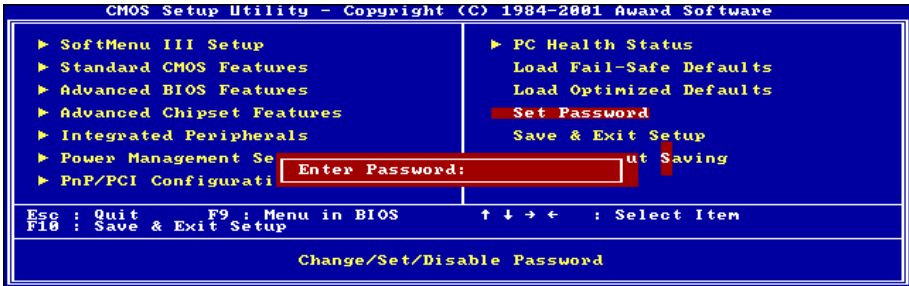 CMOS Setup Utility - Copyright (C) 1984-2001 Award Software
► SoftMenu III Setup
► Standard CMOS Features
► Advanced BIOS Features
► Advanced Chipset Features
► Integrated Peripherals
► Power Management Se
► PnP/PCI Configurati
► PC Health Status
Load Fail-Safe Defaults
Load Optimized Defaults
Set Password
Save & Exit Setup
ut Saving
Enter Password:
Esc : Quit F9 : Menu in BIOS ↑ ↓ → ← : Select Item
F10 : Save & Exit Setup
Change/Set/Disable Password